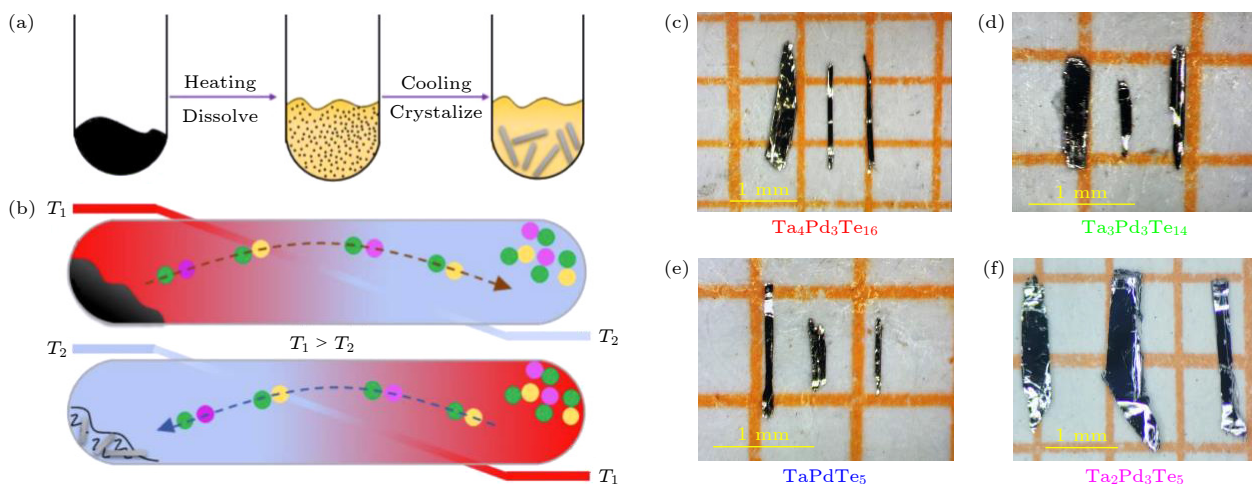 (a)
Heating
Dissolve
Cooling
Crystalize
(b)
T₁
T₂
T₁ > T₂
T₂
T₁
(c)
1 mm
Ta₄Pd₃Te₁₆
(d)
1 mm
Ta₃Pd₃Te₁₄
(e)
1 mm
TaPdTe₅
(f)
1 mm
Ta₂Pd₃Te₅